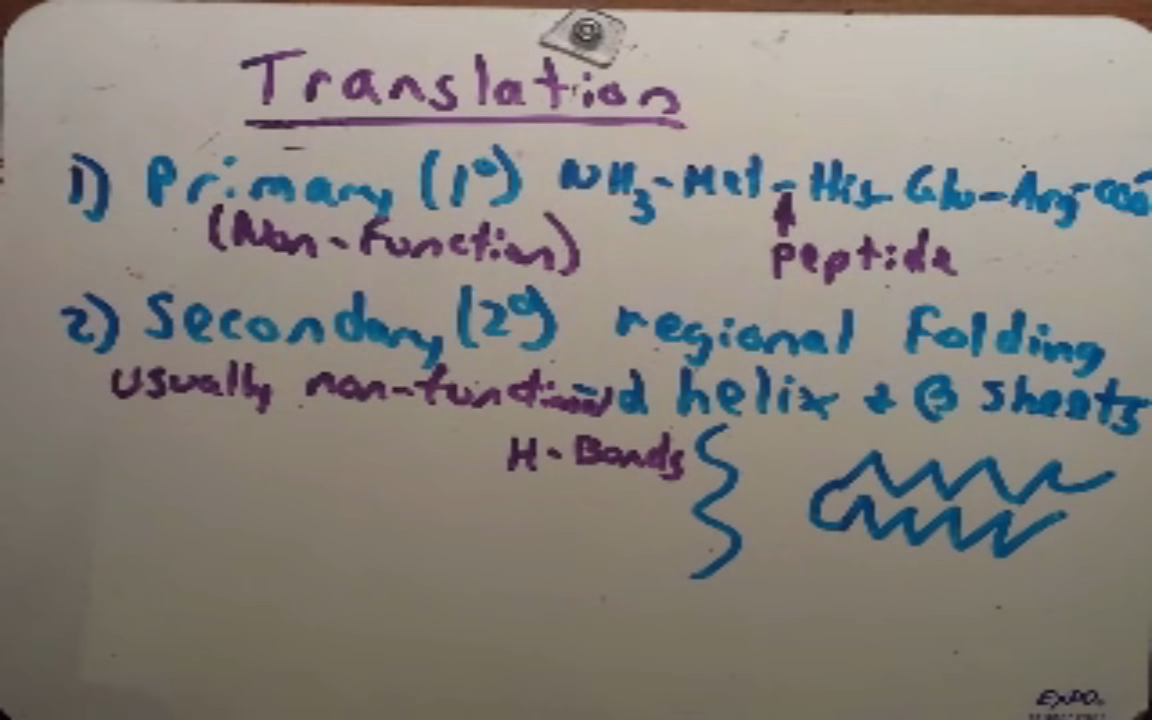 Translation
1) Primary (1°) NH3-Met-His-Glu-Arg-COO-
(Non-function)
peptide
2) Secondary (2°) regional folding
usually non-functional α helix + β sheets
H-Bonds
EXPO